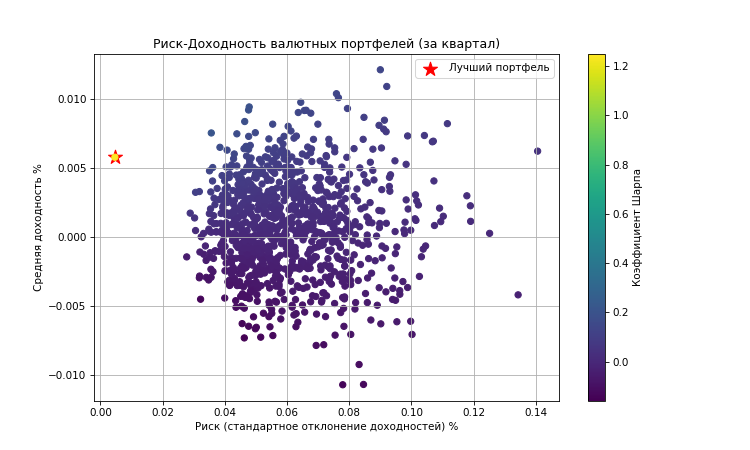 Риск-Доходность валютных портфелей (за квартал)
Лучший портфель
Средняя доходность %
0.010
0.005
0.000
−0.005
−0.010
0.00 0.02 0.04 0.06 0.08 0.10 0.12 0.14
Риск (стандартное отклонение доходностей) %
1.2
1.0
0.8
0.6
0.4
0.2
0.0
Коэффициент Шарпа